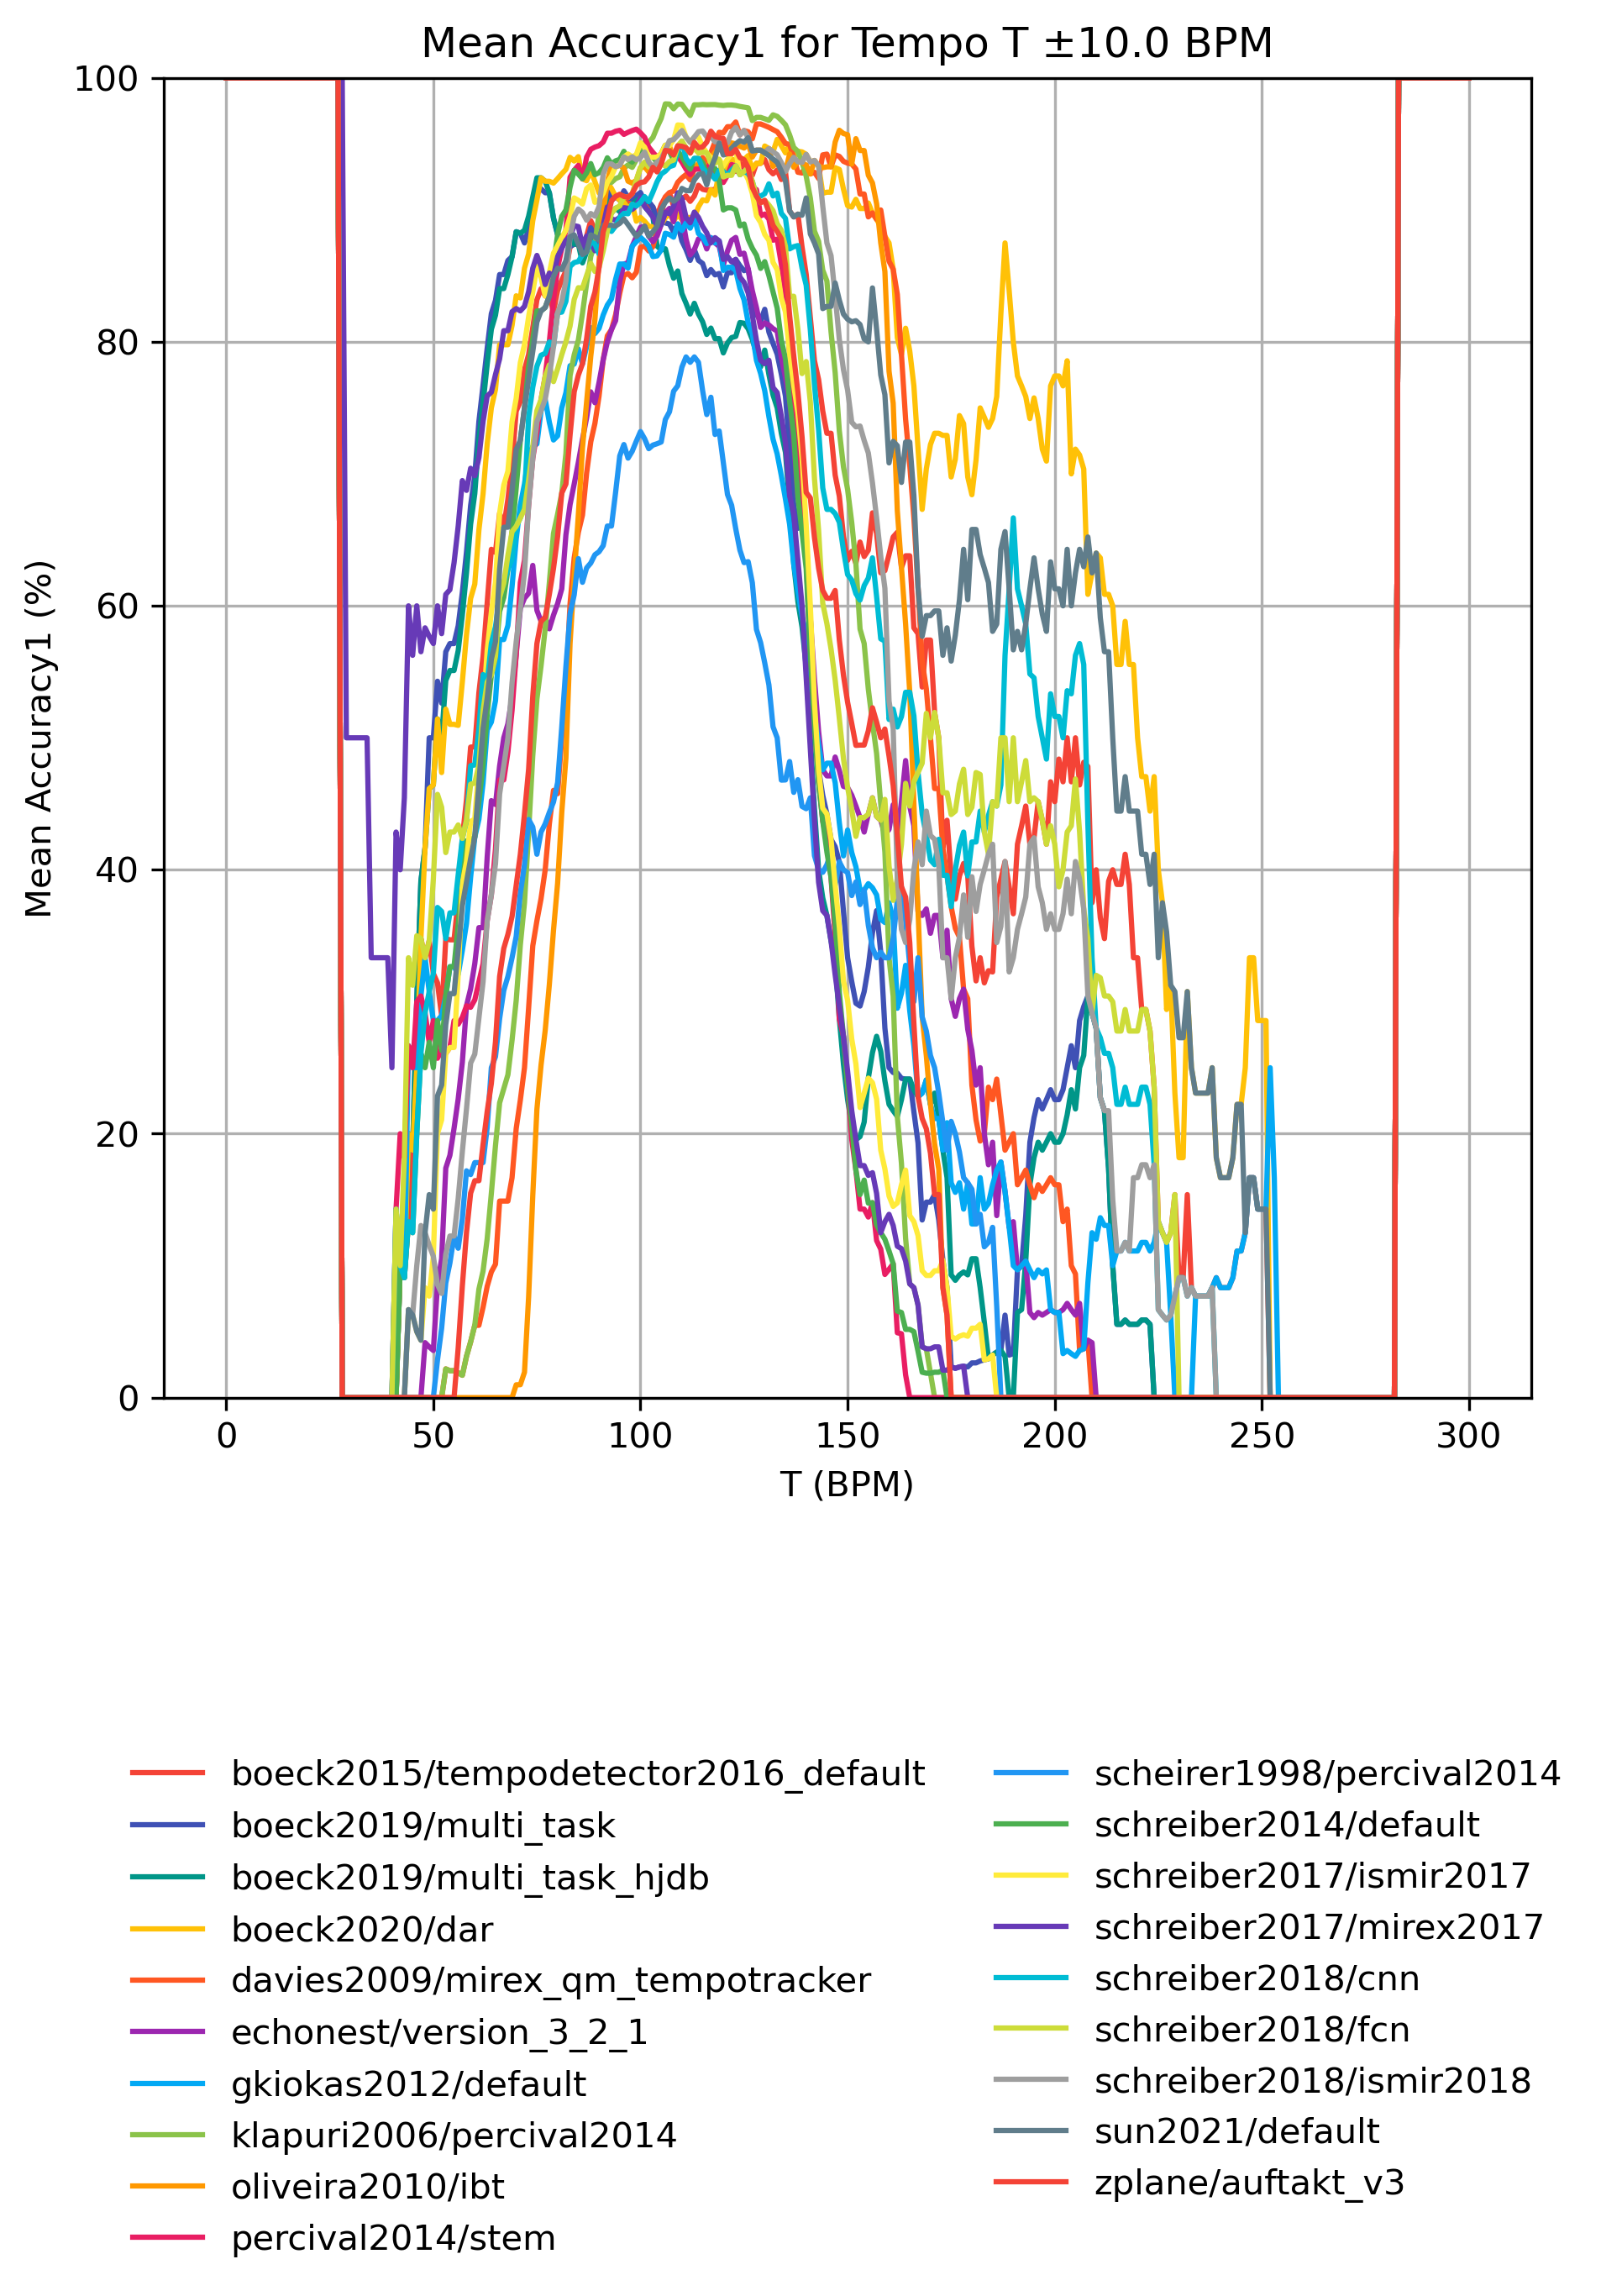 Mean Accuracy1 for Tempo T ±10.0 BPM
100
80
60
40
20
0
Mean Accuracy1 (%)
0 50 100 150 200 250 300
T (BPM)
boeck2015/tempodetector2016_default
boeck2019/multi_task
boeck2019/multi_task_hjdb
boeck2020/dar
davies2009/mirex_qm_tempotracker
echonest/version_3_2_1
gkiokas2012/default
klapuri2006/percival2014
oliveira2010/ibt
percival2014/stem
scheirer1998/percival2014
schreiber2014/default
schreiber2017/ismir2017
schreiber2017/mirex2017
schreiber2018/cnn
schreiber2018/fcn
schreiber2018/ismir2018
sun2021/default
zplane/auftakt_v3